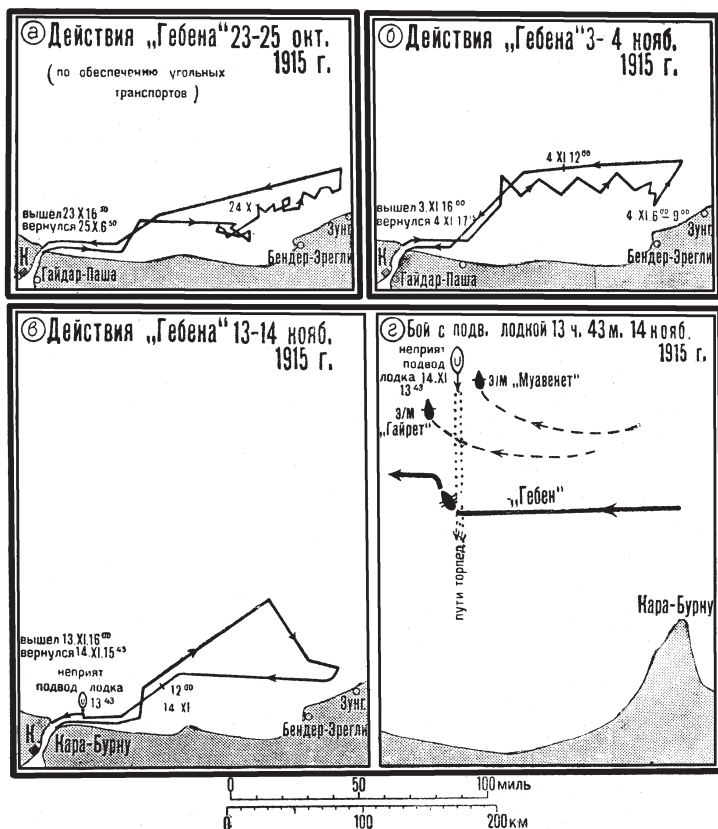 а Действия „Гебена" 23-25 окт.
1915 г.
(по обеспечению угольных
транспортов)
24 X
вышел 23 X 16 30
вернулся 25 X. 6 50
Зунг.
Бендер-Эрегли
К
Гайдар-Паша
б Действия „Гебена" 3-4 нояб.
1915 г.
4 XI 12 00
вышел 3. XI 16 00
вернулся 4 XI 17
4 XI. 6 00 – 9 00
Зунг
Бендер-Эрегли
К
Гайдар-Паша
в Действия „Гебена" 13-14 нояб.
1915 г.
вышел 13. XI. 16 00
вернулся 14. XI. 15 45
неприят
подвод лодка
13 43
12 00
14 XI
Зунг.
Бендер-Эрегли
К
Кара-Бурну
г Бой с подв. лодкой 13 ч. 43 м. 14 нояб.
1915 г.
неприят
подвод
лодка 14. XI
13 43
э/м „Муавенет"
э/м
„Гайрет"
„Гебен"
пути торпед
Кара-Бурну
0 50 100 миль
0 100 200 км